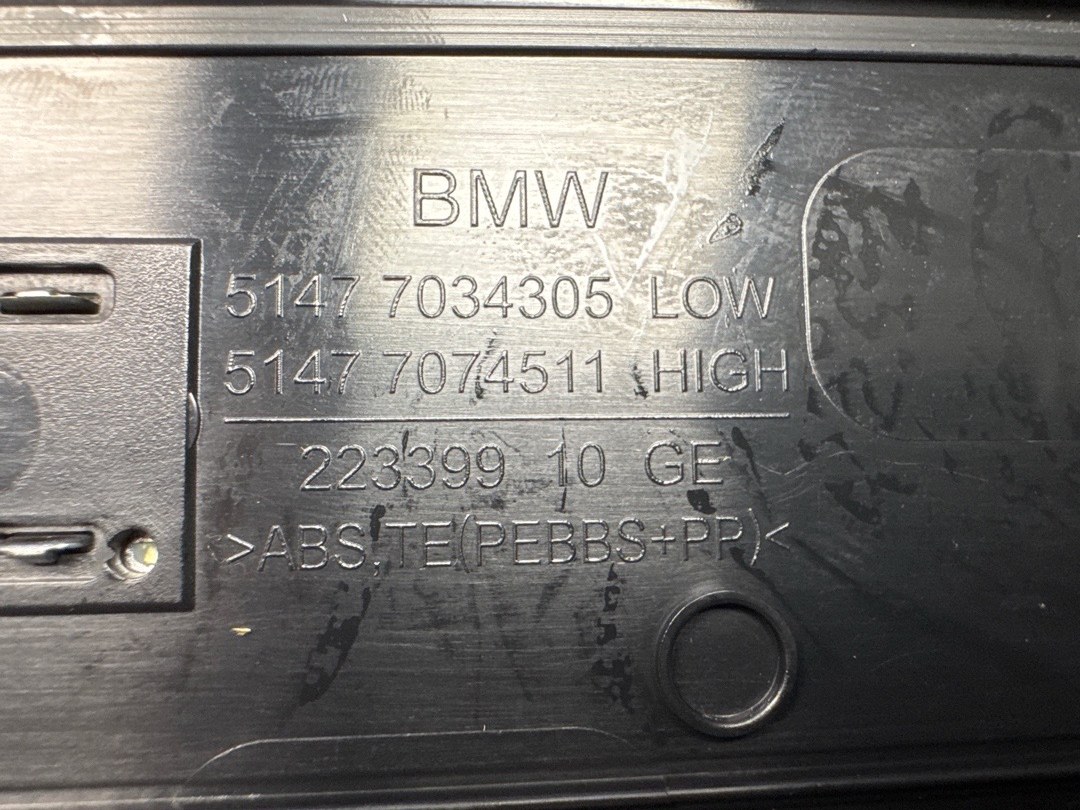 BMW
5147 7034305 LOW
5147 7074511 HIGH
223399 10 GE
>ABS,TE(PEBBS+PP)<